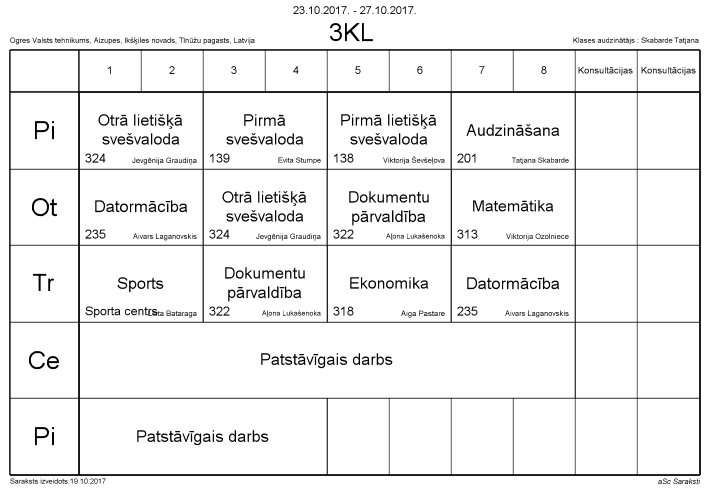 23.10.2017. - 27.10.2017.
Ogres Valsts tehnikums, Aizupes, Ikšķiles novads, Tīnūžu pagasts, Latvija
3KL
Klases audzinātājs : Skabarde Tatjana
1 2 3 4 5 6 7 8 Konsultācijas Konsultācijas
Pi
Otrā lietišķā
svešvaloda
324 Jevgēnija Graudiņa
Pirmā
svešvaloda
139 Evita Stumpe
Pirmā lietišķā
svešvaloda
138 Viktorija Ševšeļova
Audzināšana
201 Tatjana Skabarde
Ot
Datormācība
235 Aivars Laganovskis
Otrā lietišķā
svešvaloda
324 Jevgēnija Graudiņa
Dokumentu
pārvaldība
322 Aļona Lukašenoka
Matemātika
313 Viktorija Ozolniece
Tr
Sports
Sporta centrs Bataraga
Dokumentu
pārvaldība
322 Aļona Lukašenoka
Ekonomika
318 Aiga Pastare
Datormācība
235 Aivars Laganovskis
Ce
Patstāvīgais darbs
Pi
Patstāvīgais darbs
Saraksts izveidots:19.10.2017
aSc Saraksti